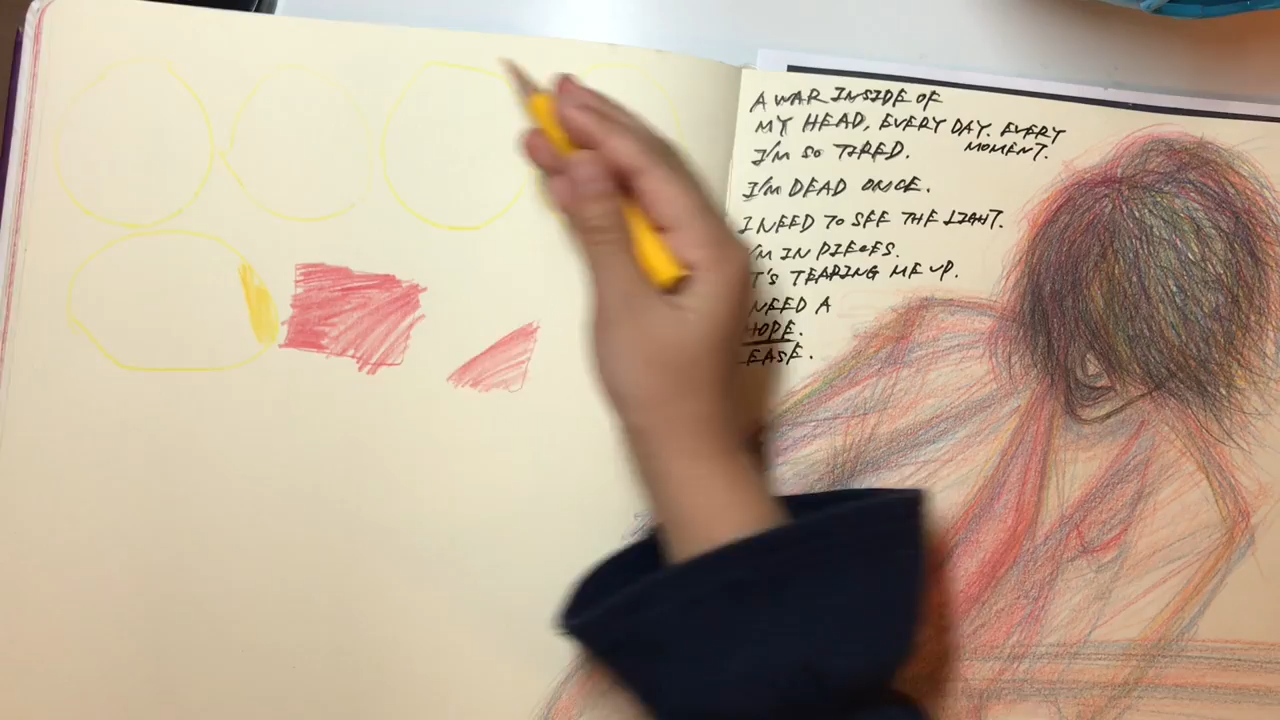 A WAR INSIDE OF
MY HEAD, EVERY DAY. EVERY
MOMENT.
I'M SO TIRED.
I'M DEAD ONCE.
I NEED TO SEE THE LIGHT.
'M IN PIECES.
T'S TEARING ME UP.
NEED A
HOPE.
EASE.